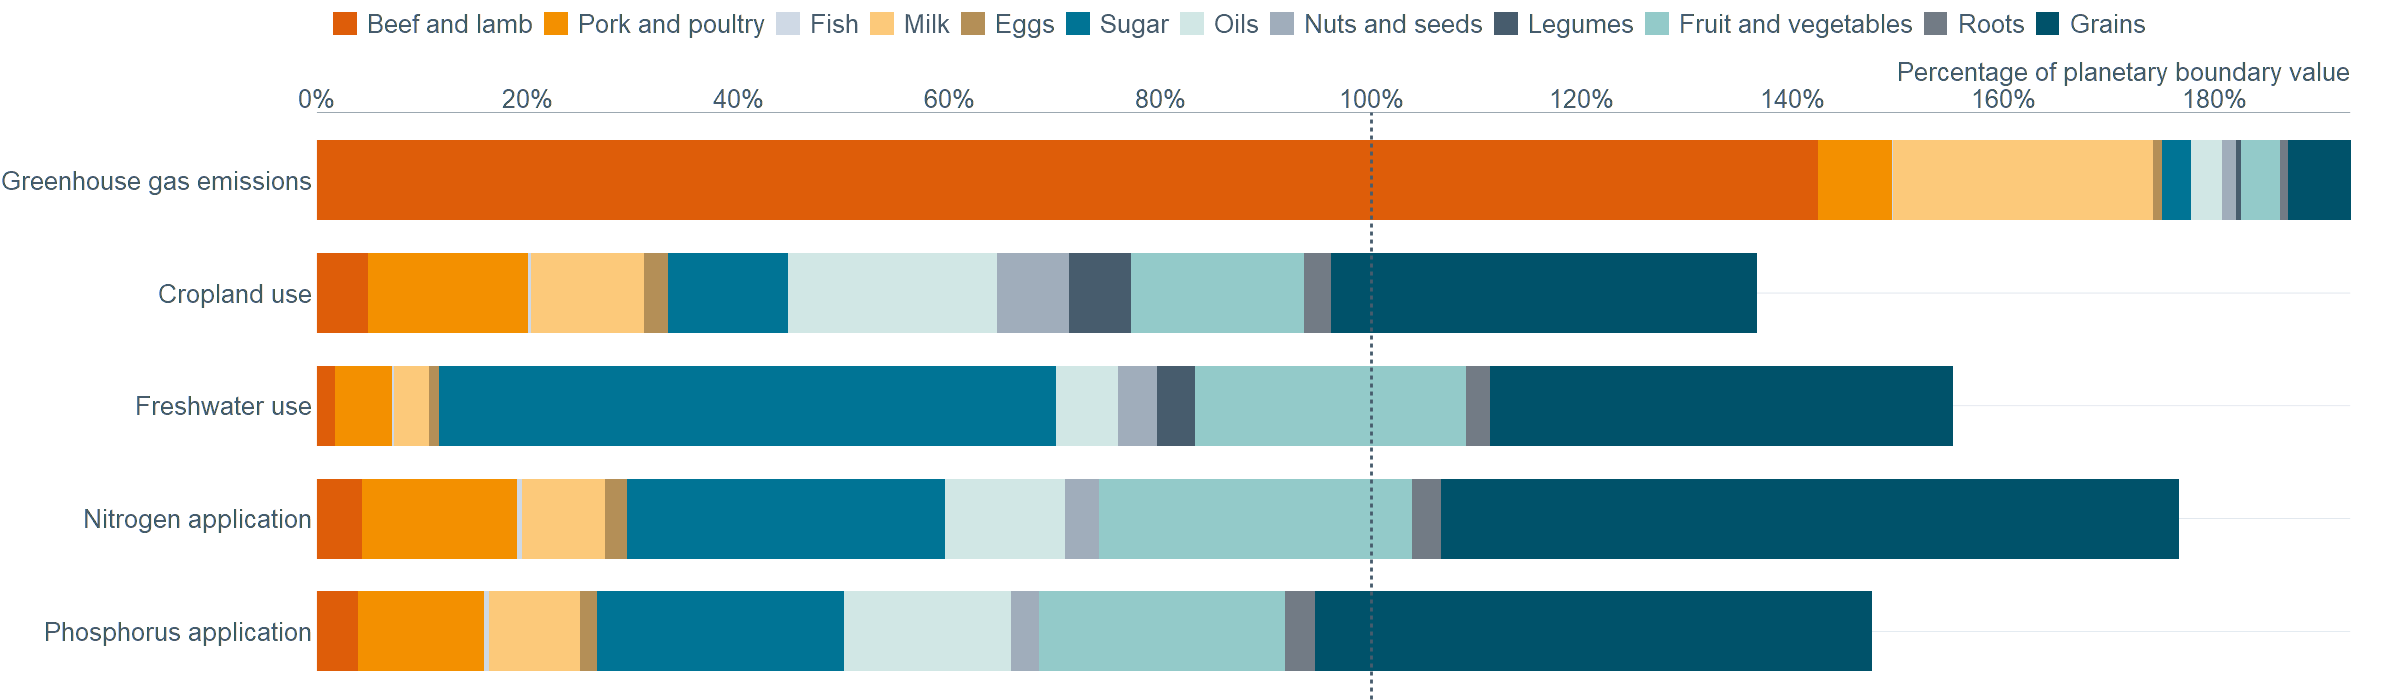 Beef and lamb Pork and poultry Fish Milk Eggs Sugar Oils Nuts and seeds Legumes Fruit and vegetables Roots Grains
Percentage of planetary boundary value
0% 20% 40% 60% 80% 100% 120% 140% 160% 180%
Greenhouse gas emissions
Cropland use
Freshwater use
Nitrogen application
Phosphorus application